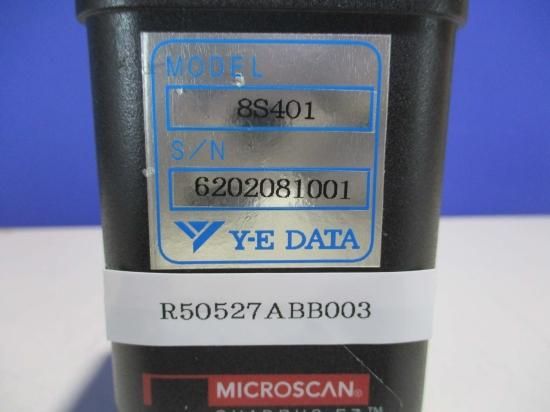 MODEL
8S401
S/N
6202081001
Y-E DATA
R50527ABB003
MICROSCAN®